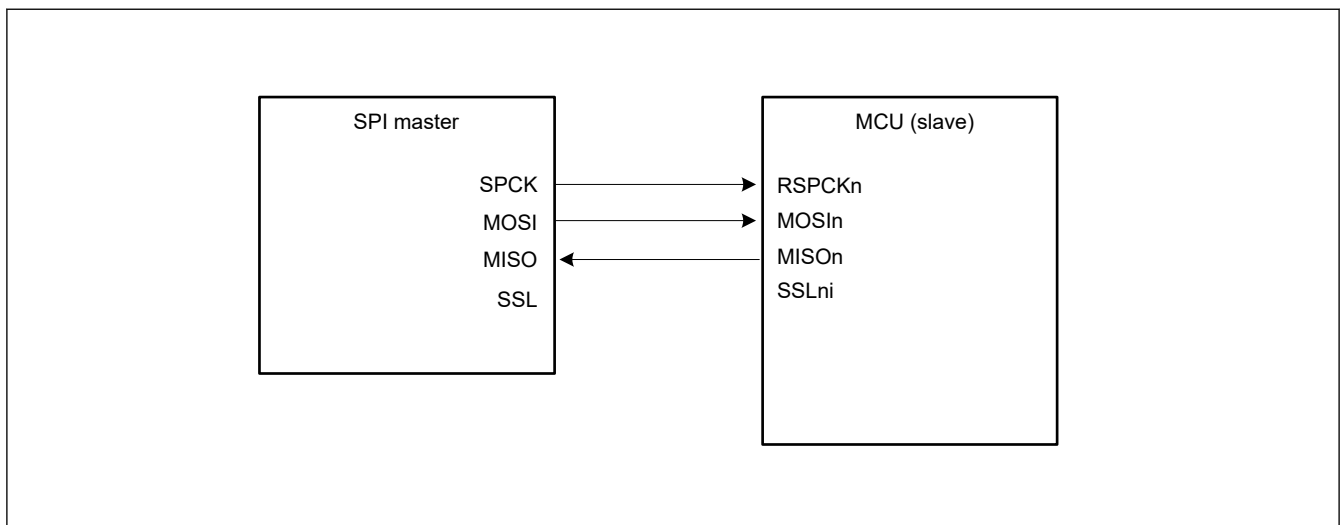 SPI master
SPCK
MOSI
MISO
SSL
MCU (slave)
RSPCKn
MOSIn
MISOn
SSLni